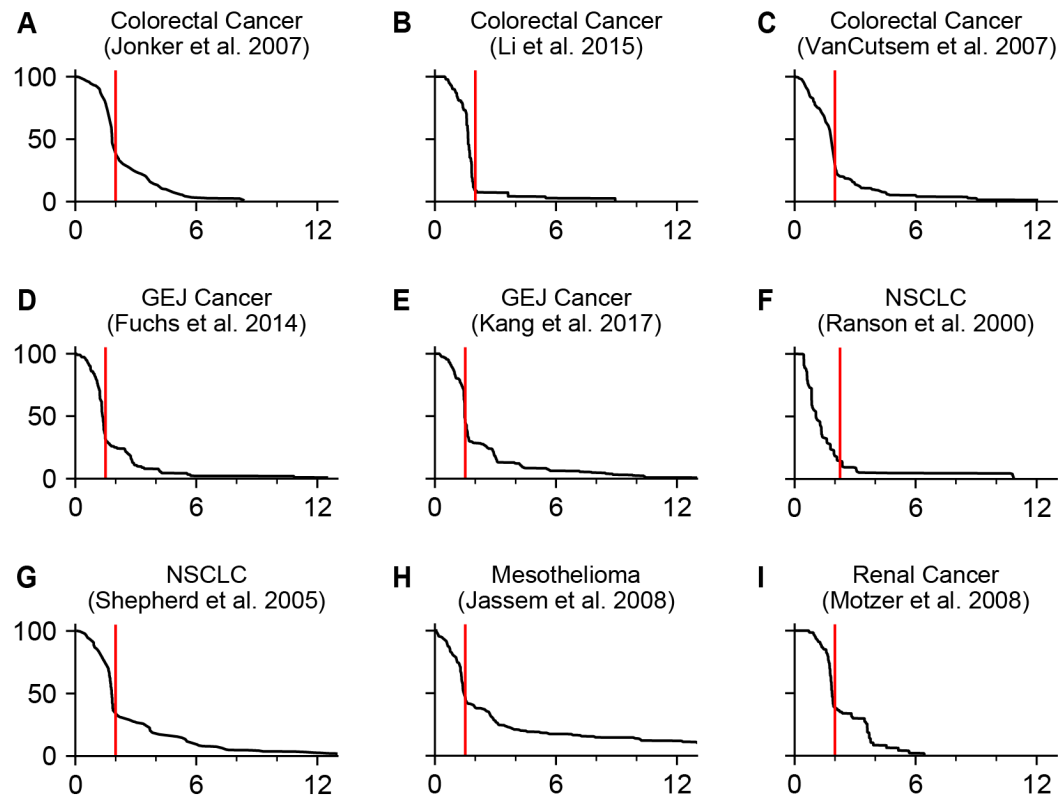 A
Colorectal Cancer
(Jonker et al. 2007)
100
50
0
0 6 12
B
Colorectal Cancer
(Li et al. 2015)
0 6 12
C
Colorectal Cancer
(VanCutsem et al. 2007)
0 6 12
D
GEJ Cancer
(Fuchs et al. 2014)
100
50
0
0 6 12
E
GEJ Cancer
(Kang et al. 2017)
0 6 12
F
NSCLC
(Ranson et al. 2000)
0 6 12
G
NSCLC
(Shepherd et al. 2005)
100
50
0
0 6 12
H
Mesothelioma
(Jassem et al. 2008)
0 6 12
I
Renal Cancer
(Motzer et al. 2008)
0 6 12